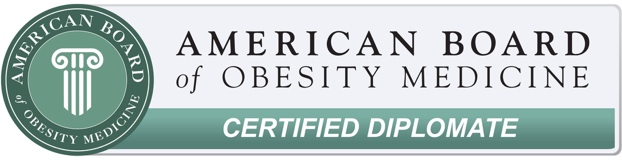 AMERICAN BOARD
of OBESITY MEDICINE
AMERICAN BOARD
of OBESITY MEDICINE
CERTIFIED DIPLOMATE